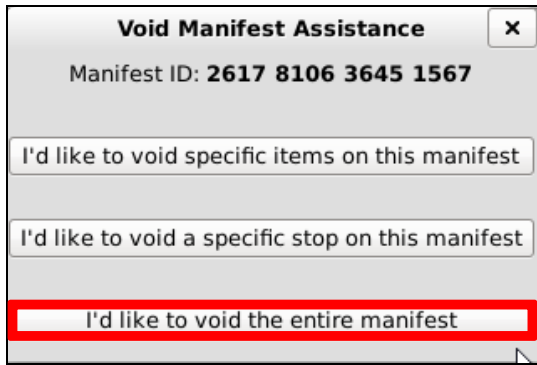 Void Manifest Assistance
Manifest ID: 2617 8106 3645 1567
I'd like to void specific items on this manifest
I'd like to void a specific stop on this manifest
I'd like to void the entire manifest